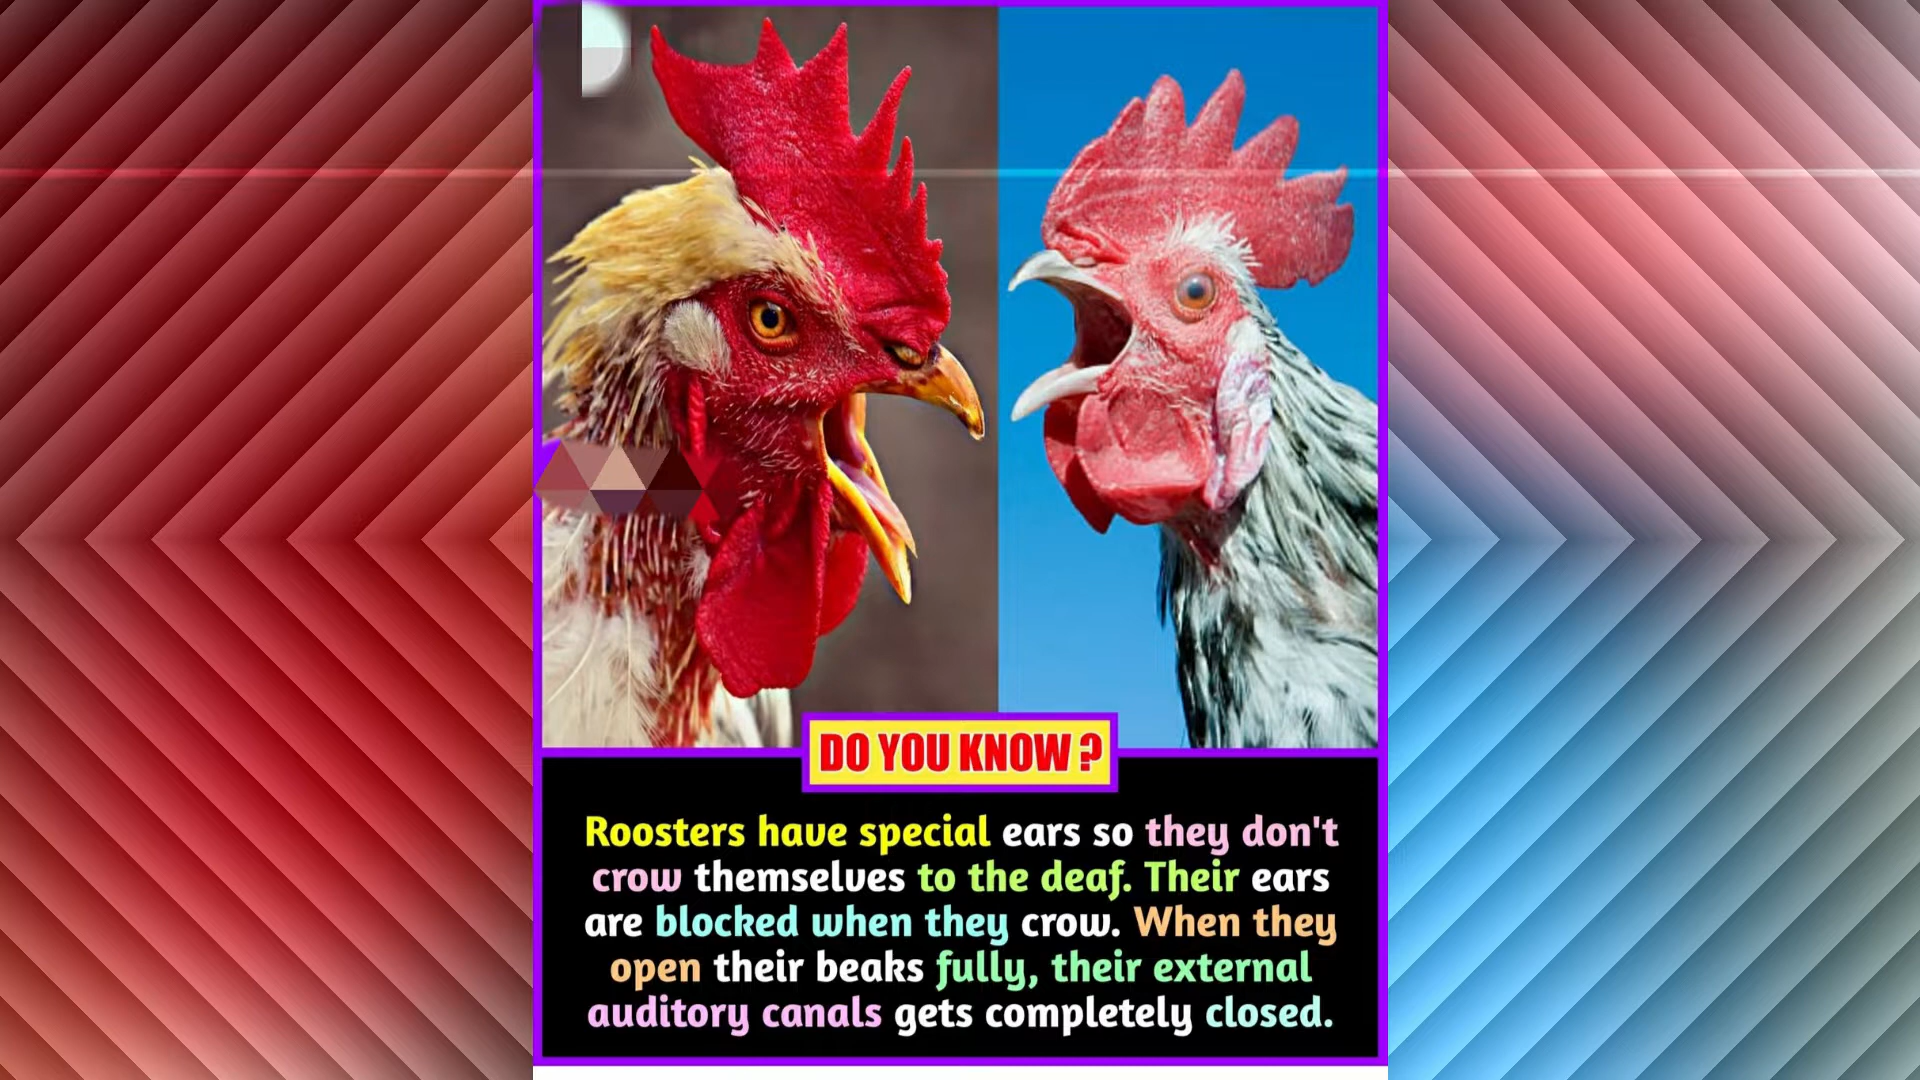 DO YOU KNOW ?
Roosters have special ears so they don't
crow themselves to the deaf. Their ears
are blocked when they crow. When they
open their beaks fully, their external
auditory canals gets completely closed.